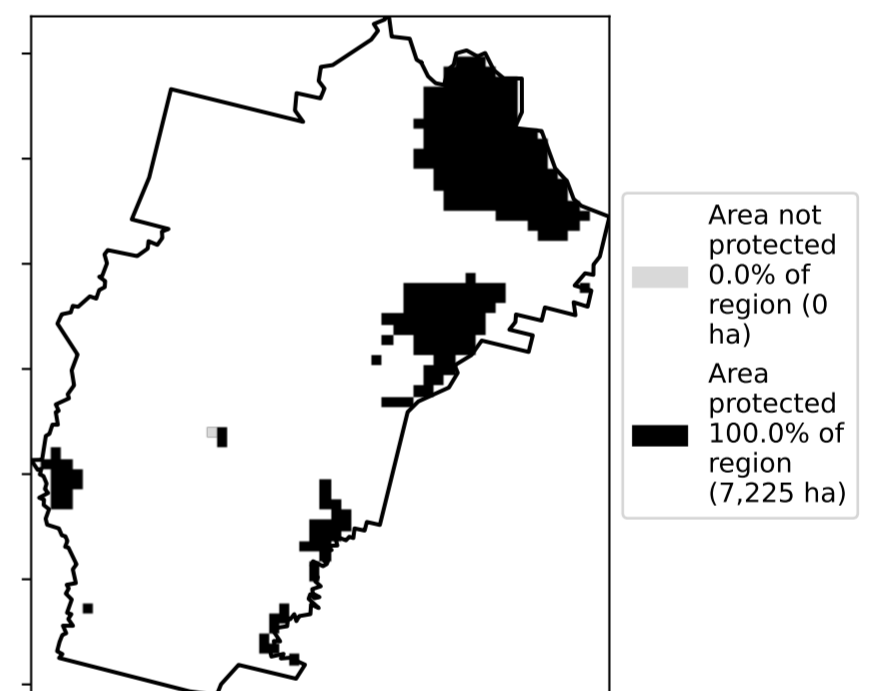 Area not
protected
0.0% of
region (0
ha)
Area
protected
100.0% of
region
(7,225 ha)